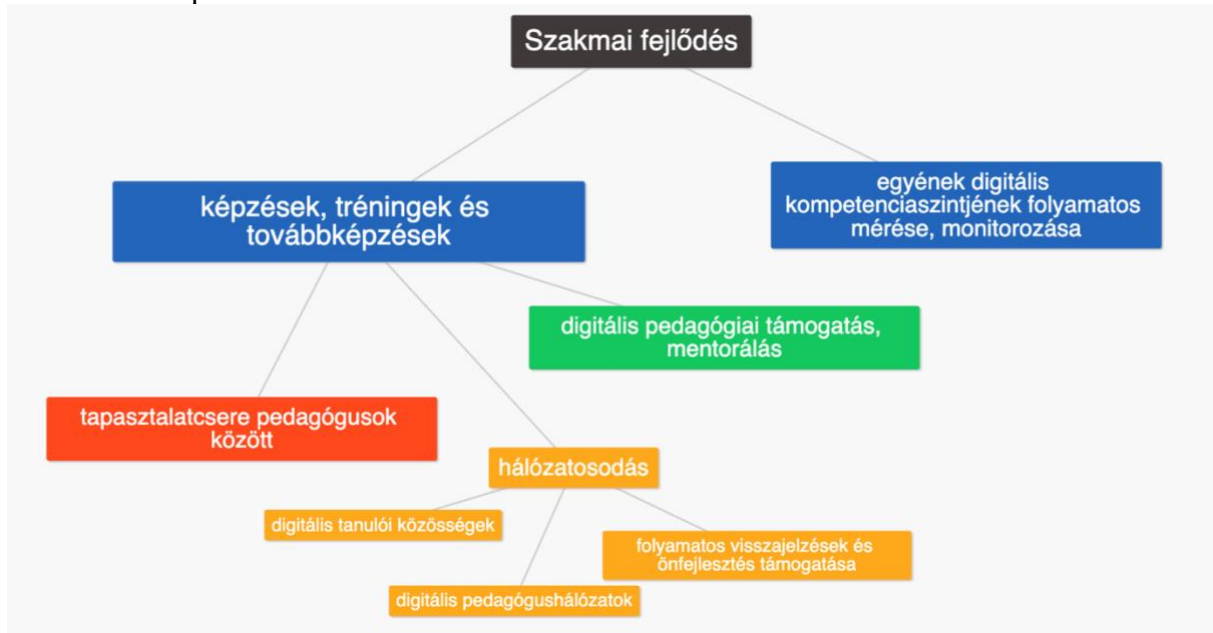 Szakmai fejlődés
képzések, tréningek és
továbbképzések
egyének digitális
kompetenciaszintjének folyamatos
mérése, monitorozása
digitális pedagógiai támogatás,
mentorálás
tapasztalatcsere pedagógusok
között
hálózatosodás
digitális tanulói közösségek
folyamatos visszajelzések és
önfejlesztés támogatása
digitális pedagógushálózatok